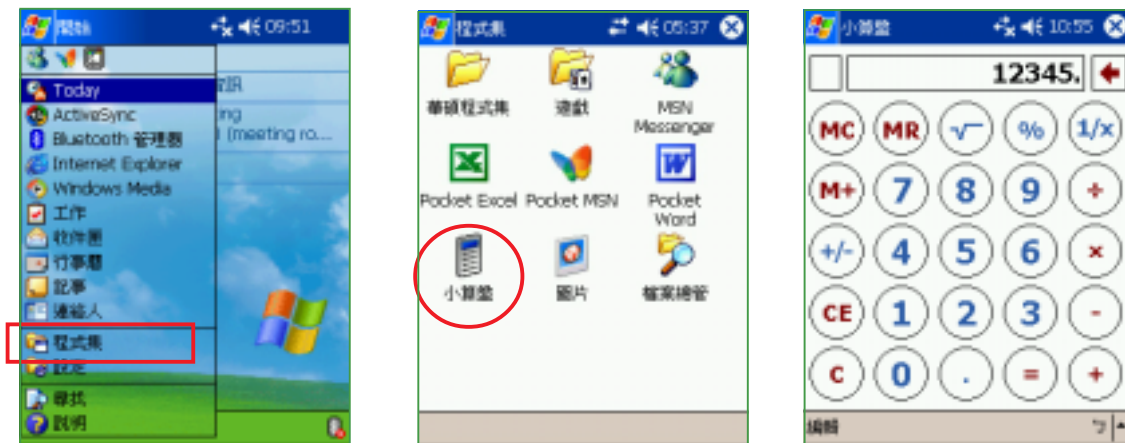 開始 09:51
Today
ActiveSync
Bluetooth 管理器
Internet Explorer
Windows Media
工作
收件匣
行事曆
記事
連絡人
程式集
設定
尋找
說明
(meeting ro....
程式集 05:37
華碩程式集 遊戲 MSN Messenger
Pocket Excel Pocket MSN Pocket Word
小算盤 圖片 檔案總管
小算盤 10:55
12345.
MC MR √ % 1/x
M+ 7 8 9 ÷
+/- 4 5 6 ×
CE 1 2 3 -
C 0 . = +
編輯